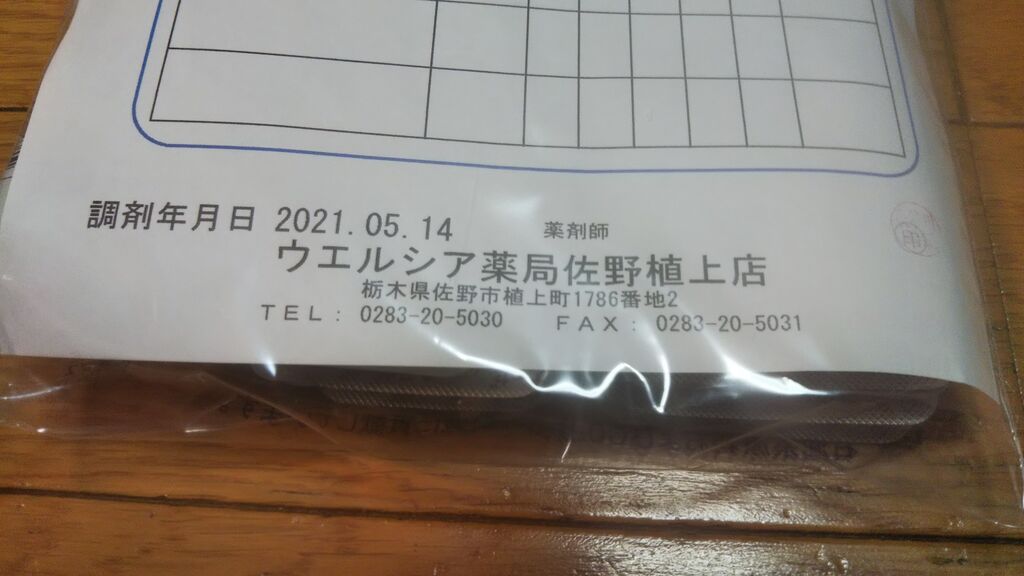 調剤年月日 2021.05.14 薬剤師
ウエルシア薬局佐野植上店
栃木県佐野市植上町1786番地2
TEL: 0283-20-5030 FAX: 0283-20-5031